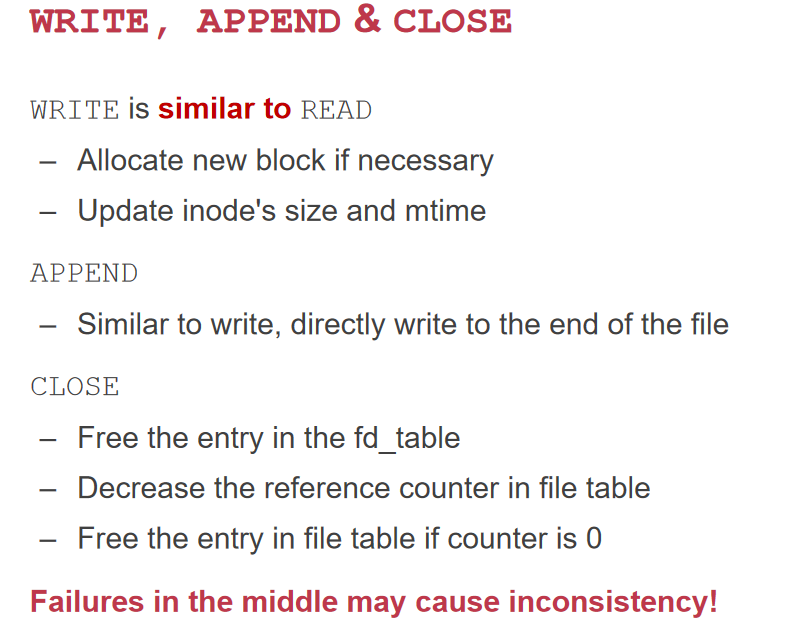 WRITE, APPEND & CLOSE
WRITE is similar to READ
– Allocate new block if necessary
– Update inode's size and mtime
APPEND
– Similar to write, directly write to the end of the file
CLOSE
– Free the entry in the fd_table
– Decrease the reference counter in file table
– Free the entry in file table if counter is 0
Failures in the middle may cause inconsistency!